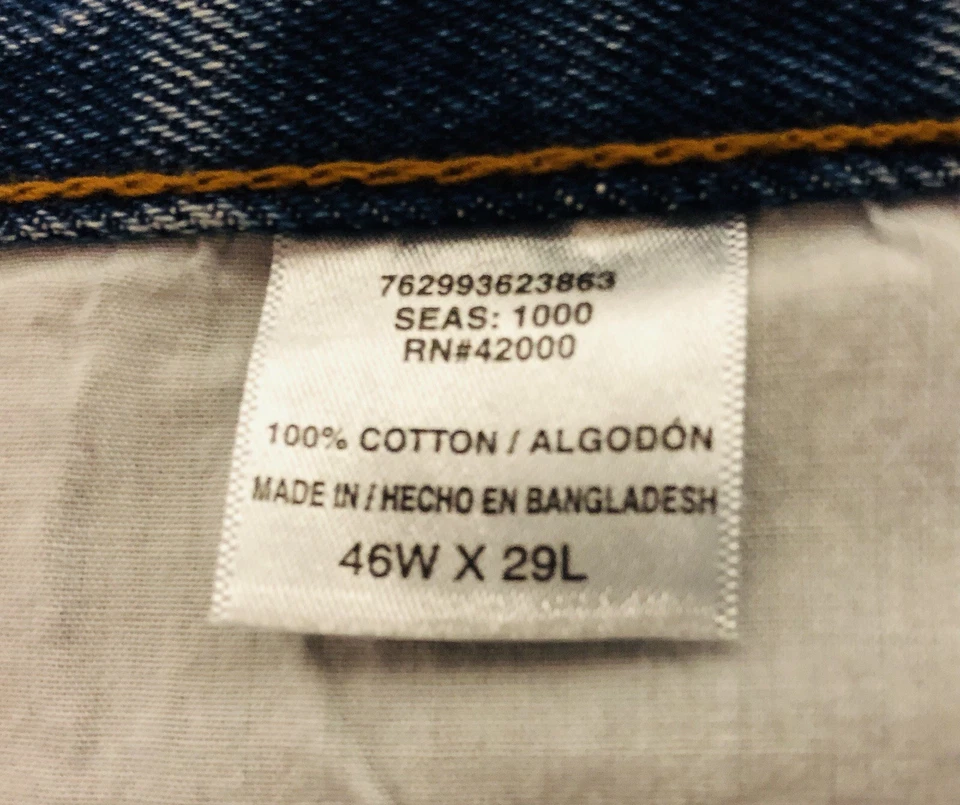 762993623863
SEAS: 1000
RN#42000
100% COTTON / ALGODÓN
MADE IN / HECHO EN BANGLADESH
46W X 29L